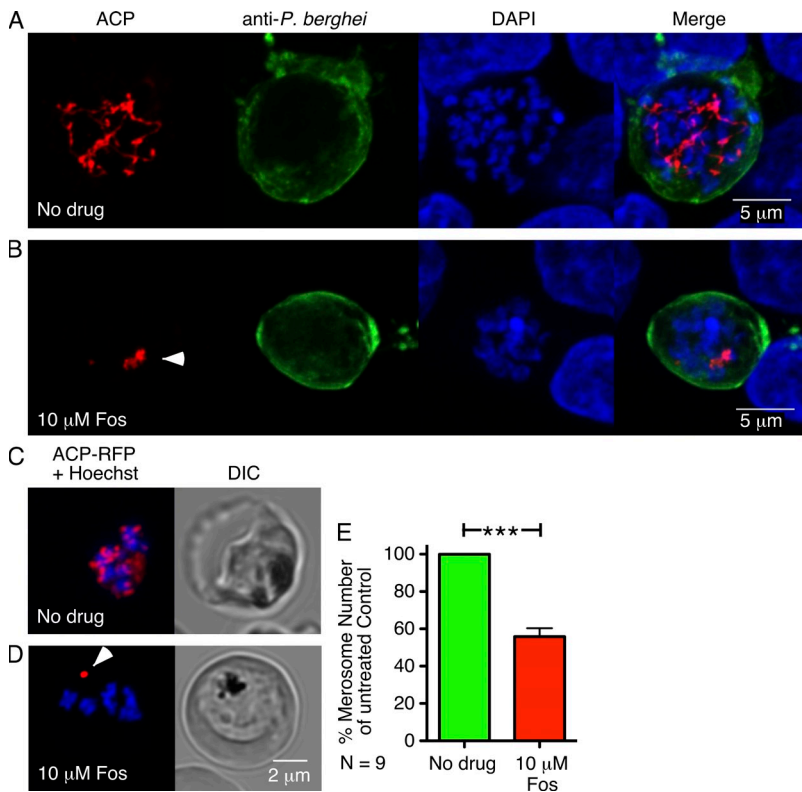 A
ACP
anti-P. berghei
DAPI
Merge
No drug
5 μm
B
10 μM Fos
5 μm
C
ACP-RFP
+ Hoechst
DIC
No drug
D
10 μM Fos
2 μm
E
***
% Merosome Number
of untreated Control
100
80
60
40
20
0
N = 9
No drug
10 μM
Fos